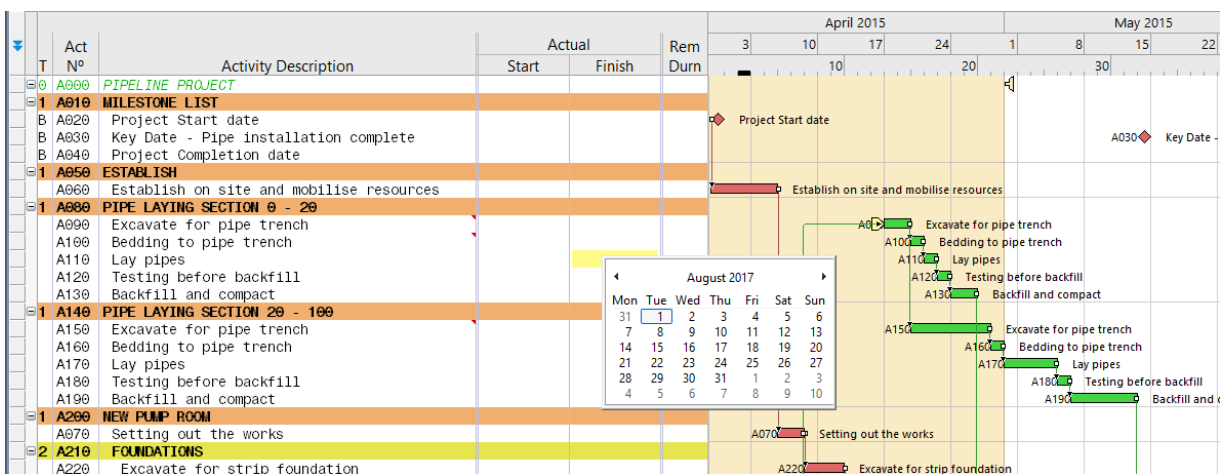 April 2015 May 2015
Act Actual Rem 3 10 17 24 1 8 15 22
T Nº Activity Description Start Finish Durn 10 20 30
0 A000 PIPELINE PROJECT
1 A010 MILESTONE LIST
B A020 Project Start date Project Start date
B A030 Key Date - Pipe installation complete A030 Key Date -
B A040 Project Completion date
1 A050 ESTABLISH
A060 Establish on site and mobilise resources Establish on site and mobilise resources
1 A080 PIPE LAYING SECTION 0 - 20
A090 Excavate for pipe trench A0 Excavate for pipe trench
A100 Bedding to pipe trench A100 Bedding to pipe trench
A110 Lay pipes A110 Lay pipes
A120 Testing before backfill A120 Testing before backfill
A130 Backfill and compact A130 Backfill and compact
1 A140 PIPE LAYING SECTION 20 - 100
A150 Excavate for pipe trench A150 Excavate for pipe trench
A160 Bedding to pipe trench A160 Bedding to pipe trench
A170 Lay pipes A170 Lay pipes
A180 Testing before backfill A180 Testing before backfill
A190 Backfill and compact A190 Backfill and c
1 A200 NEW PUMP ROOM
A070 Setting out the works A070 Setting out the works
2 A210 FOUNDATIONS
A220 Excavate for strip foundation A220 Excavate for strip foundation
August 2017
Mon Tue Wed Thu Fri Sat Sun
31 1 2 3 4 5 6
7 8 9 10 11 12 13
14 15 16 17 18 19 20
21 22 23 24 25 26 27
28 29 30 31 1 2 3
4 5 6 7 8 9 10